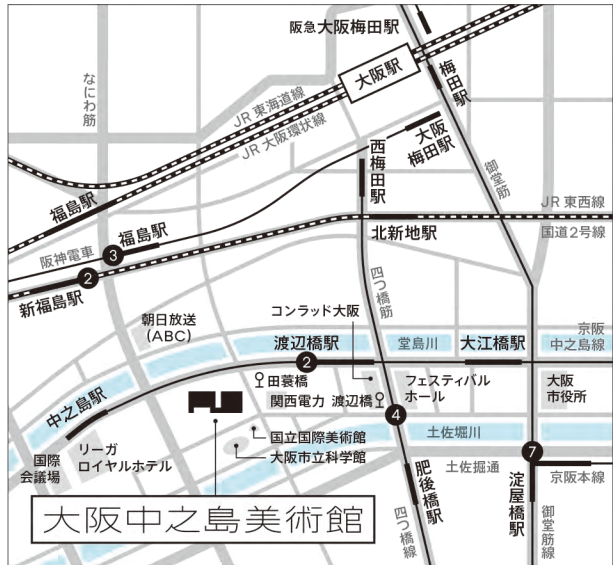 阪急大阪梅田駅
なにわ筋
大阪駅
梅田駅
JR 東海道線
JR 大阪環状線
大阪
梅田駅
西梅田駅
御堂筋
福島駅
JR 東西線
3
福島駅
北新地駅
国道2号線
阪神電車
2
新福島駅
四つ橋筋
朝日放送
(ABC)
コンラッド大阪
京阪
中之島線
渡辺橋駅
堂島川
大江橋駅
2
中之島駅
田蓑橋
関西電力
渡辺橋
フェスティバル
ホール
大阪
市役所
4
国立国際美術館
大阪市立科学館
土佐堀川
国際
会議場
リーガ
ロイヤルホテル
7
土佐掘通
肥後橋駅
淀屋橋駅
京阪本線
大阪中之島美術館
四つ橋線
御堂筋線